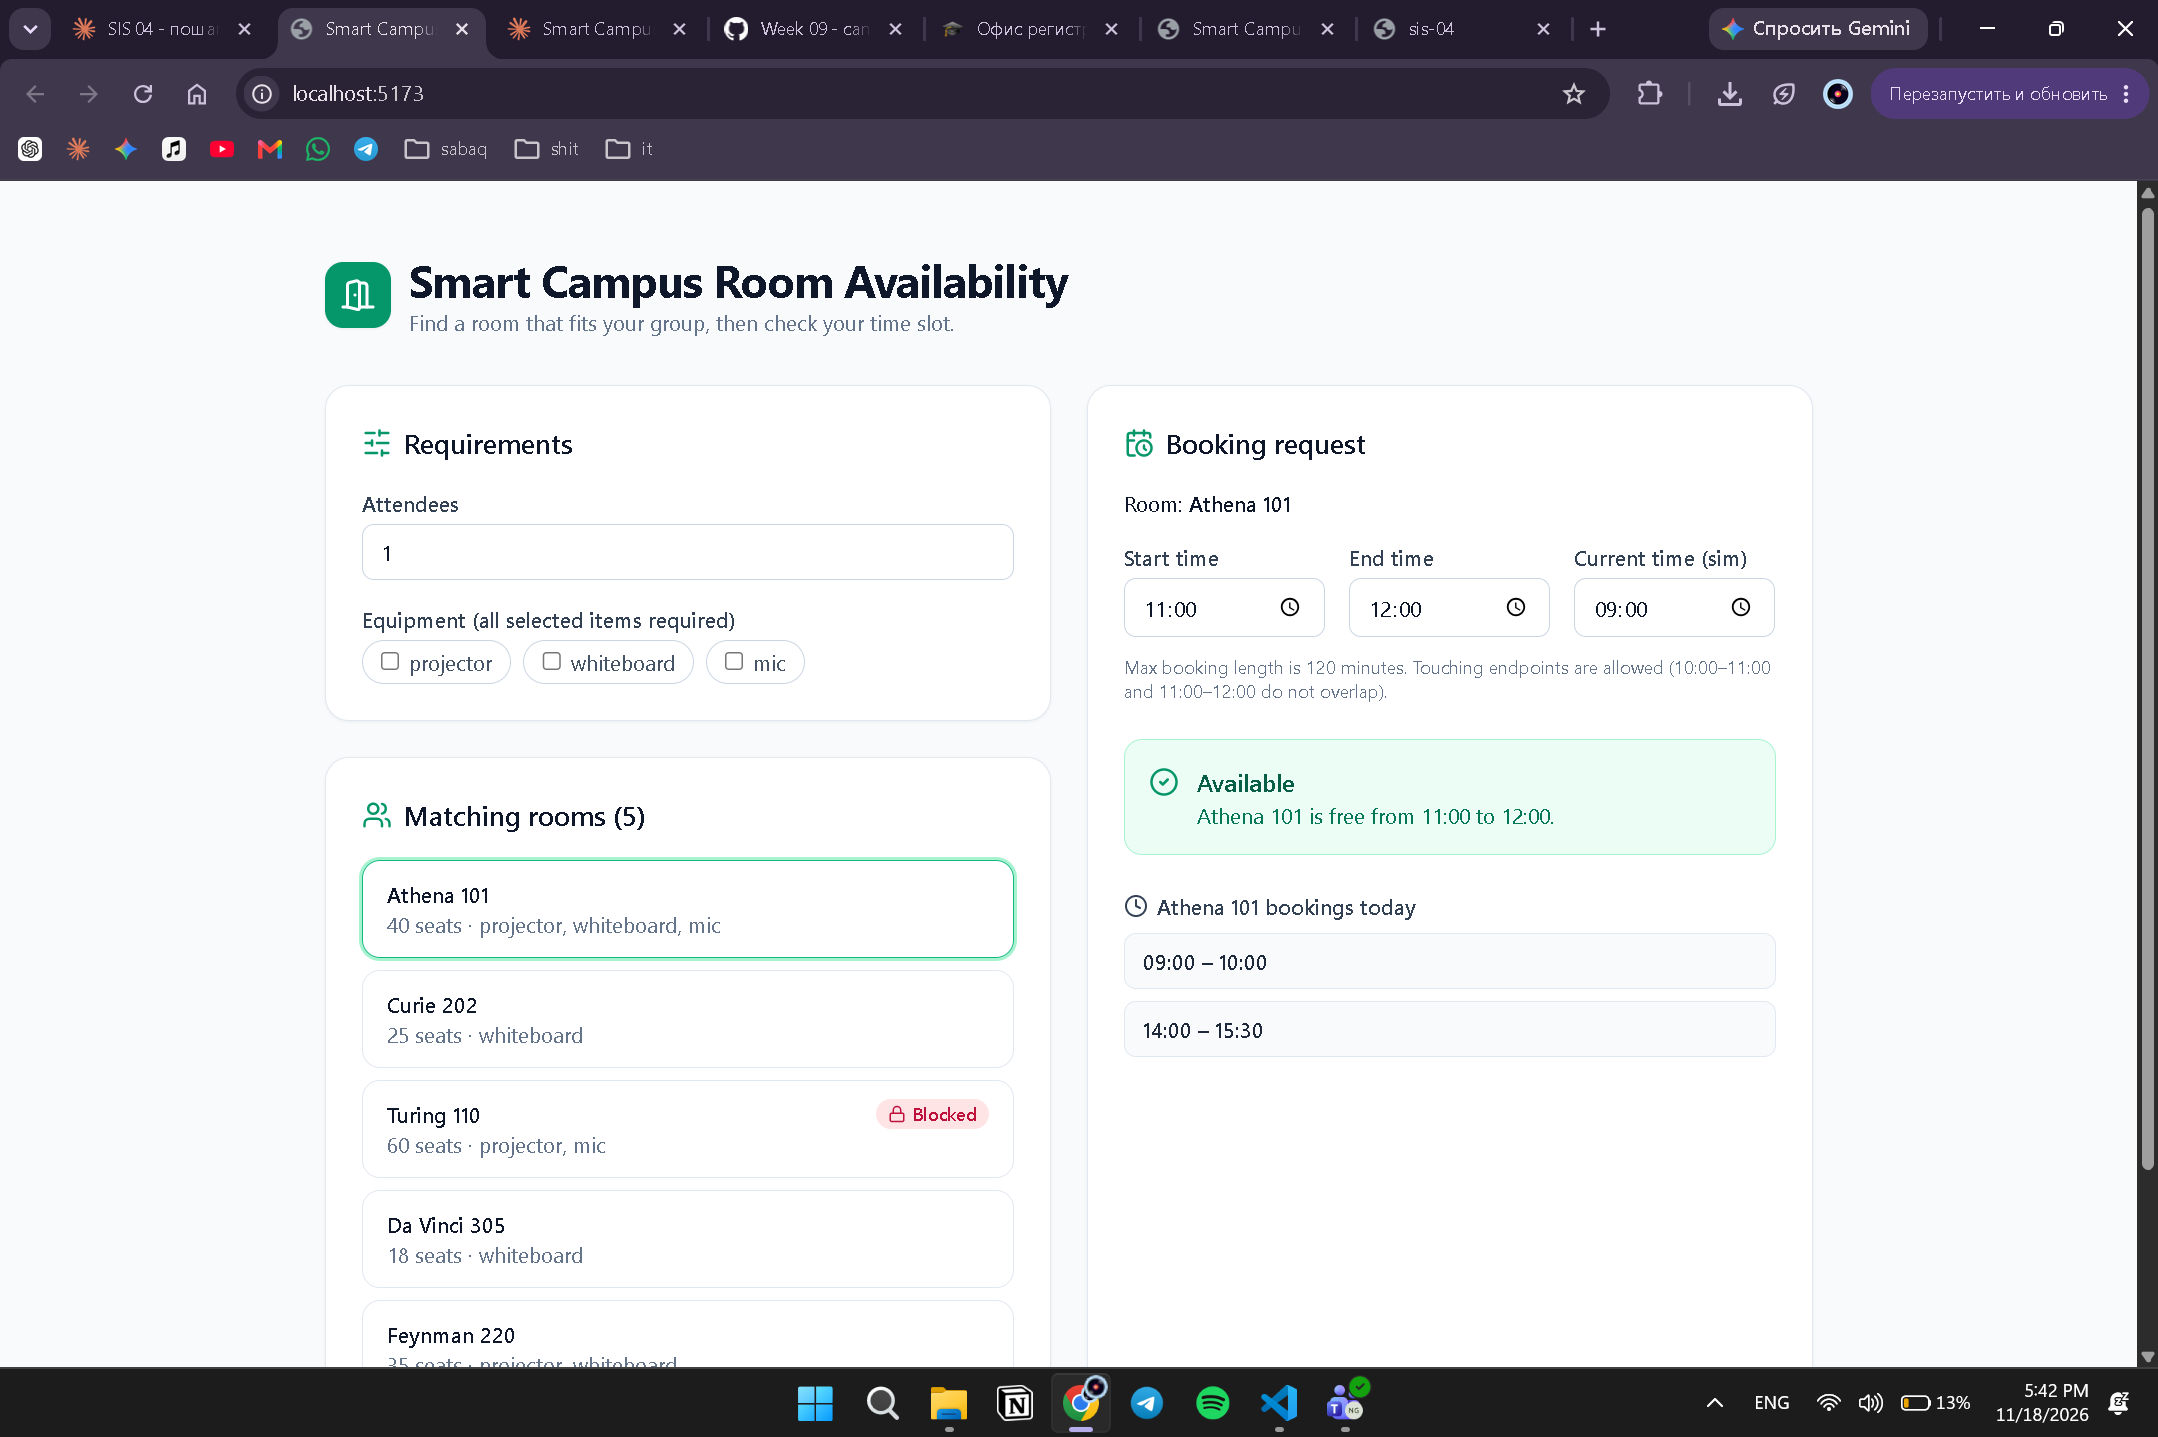 SIS 04 - пошаг
Smart Campu
Smart Campu
Week 09 - cam
Офис регистр
Smart Campu
sis-04
Спросить Gemini
localhost:5173
Перезапустить и обновить
sabaq
shit
it
Smart Campus Room Availability
Find a room that fits your group, then check your time slot.
Requirements
Attendees
1
Equipment (all selected items required)
projector
whiteboard
mic
Matching rooms (5)
Athena 101
40 seats · projector, whiteboard, mic
Curie 202
25 seats · whiteboard
Turing 110
Blocked
60 seats · projector, mic
Da Vinci 305
18 seats · whiteboard
Feynman 220
35 seats · projector, whiteboard
Booking request
Room: Athena 101
Start time
End time
Current time (sim)
11:00
12:00
09:00
Max booking length is 120 minutes. Touching endpoints are allowed (10:00–11:00
and 11:00–12:00 do not overlap).
Available
Athena 101 is free from 11:00 to 12:00.
Athena 101 bookings today
09:00 – 10:00
14:00 – 15:30
ENG
13%
5:42 PM
11/18/2026